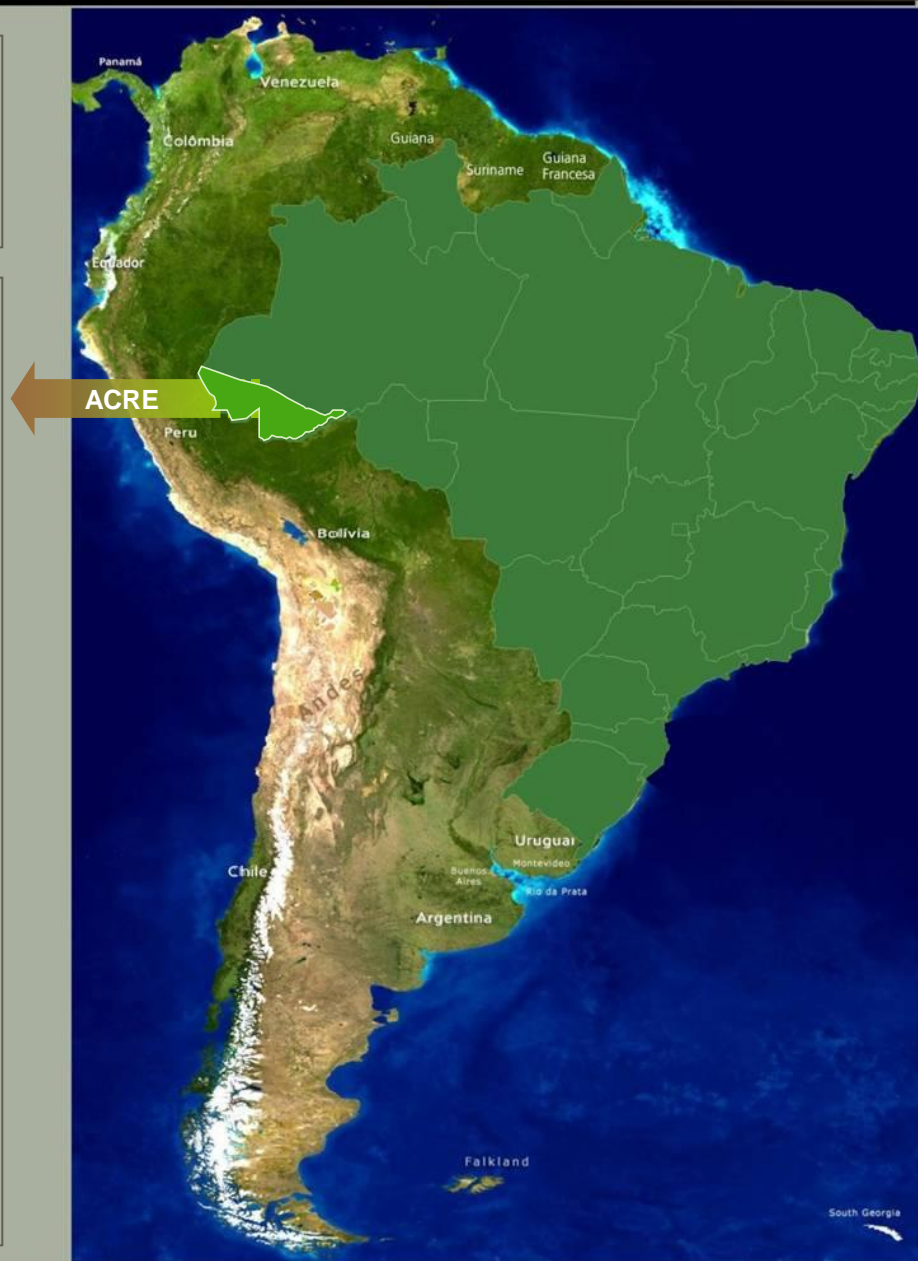 Panamá
Venezuela
Colômbia
Guiana
Suriname
Guiana
Francesa
Equador
ACRE
Peru
Bolívia
Andes
Uruguai
Chile
Buenos
Aires
Montevideo
Rio da Prata
Argentina
Falkland
South Georgia